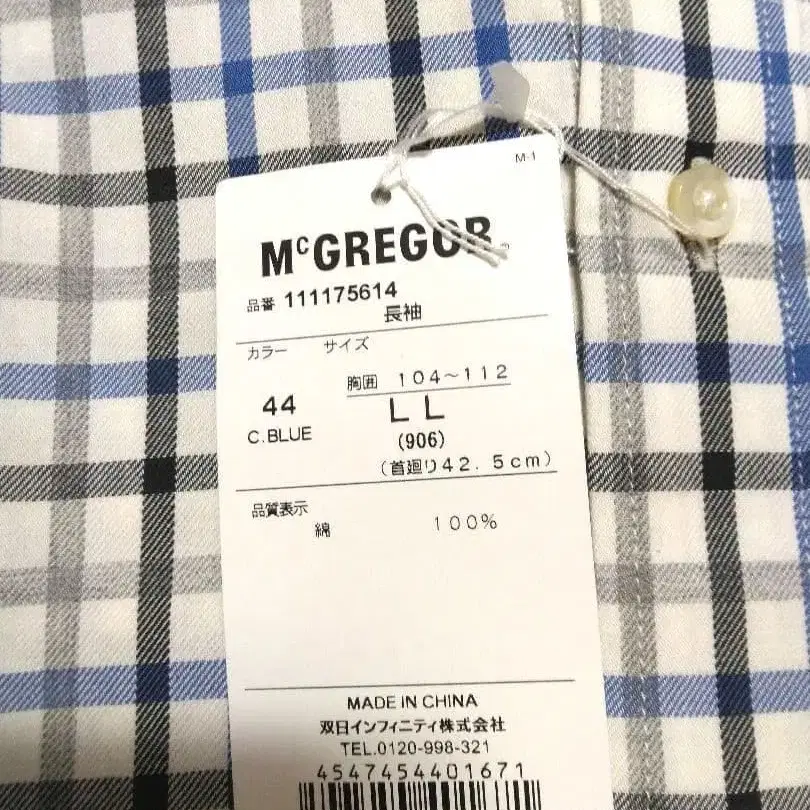 M-1
McGREGOR®
品番 111175614
長袖
カラー サイズ
胸囲 104~112
44 LL
C.BLUE (906)
(首廻り42.5cm)
品質表示
綿 100%
MADE IN CHINA
双日インフィニティ株式会社
TEL.0120-998-321
4547454401671